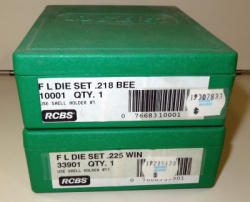 F L DIE SET .218 BEE
10001 QTY. 1
USE SHELL HOLDER #1
RCBS
0 76683 10001
F L DIE SET .225 WIN
33901 QTY. 1
USE SHELL HOLDER #11
RCBS